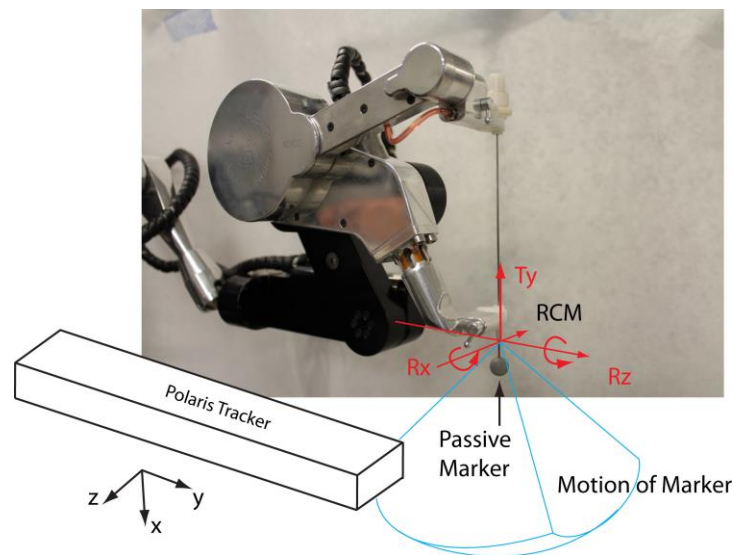 Ty
RCM
Rx
Rz
Polaris Tracker
Passive
Marker
Motion of Marker
z
y
x